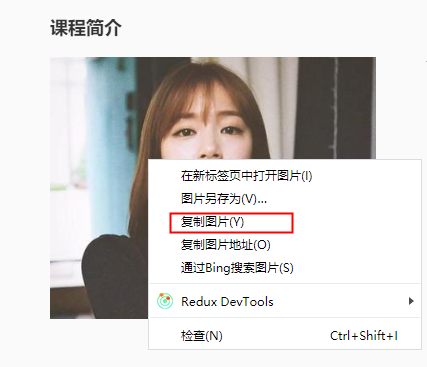 课程简介
在新标签页中打开图片(I)
图片另存为(V)...
复制图片(Y)
复制图片地址(O)
通过Bing搜索图片(S)
Redux DevTools
检查(N) Ctrl+Shift+I